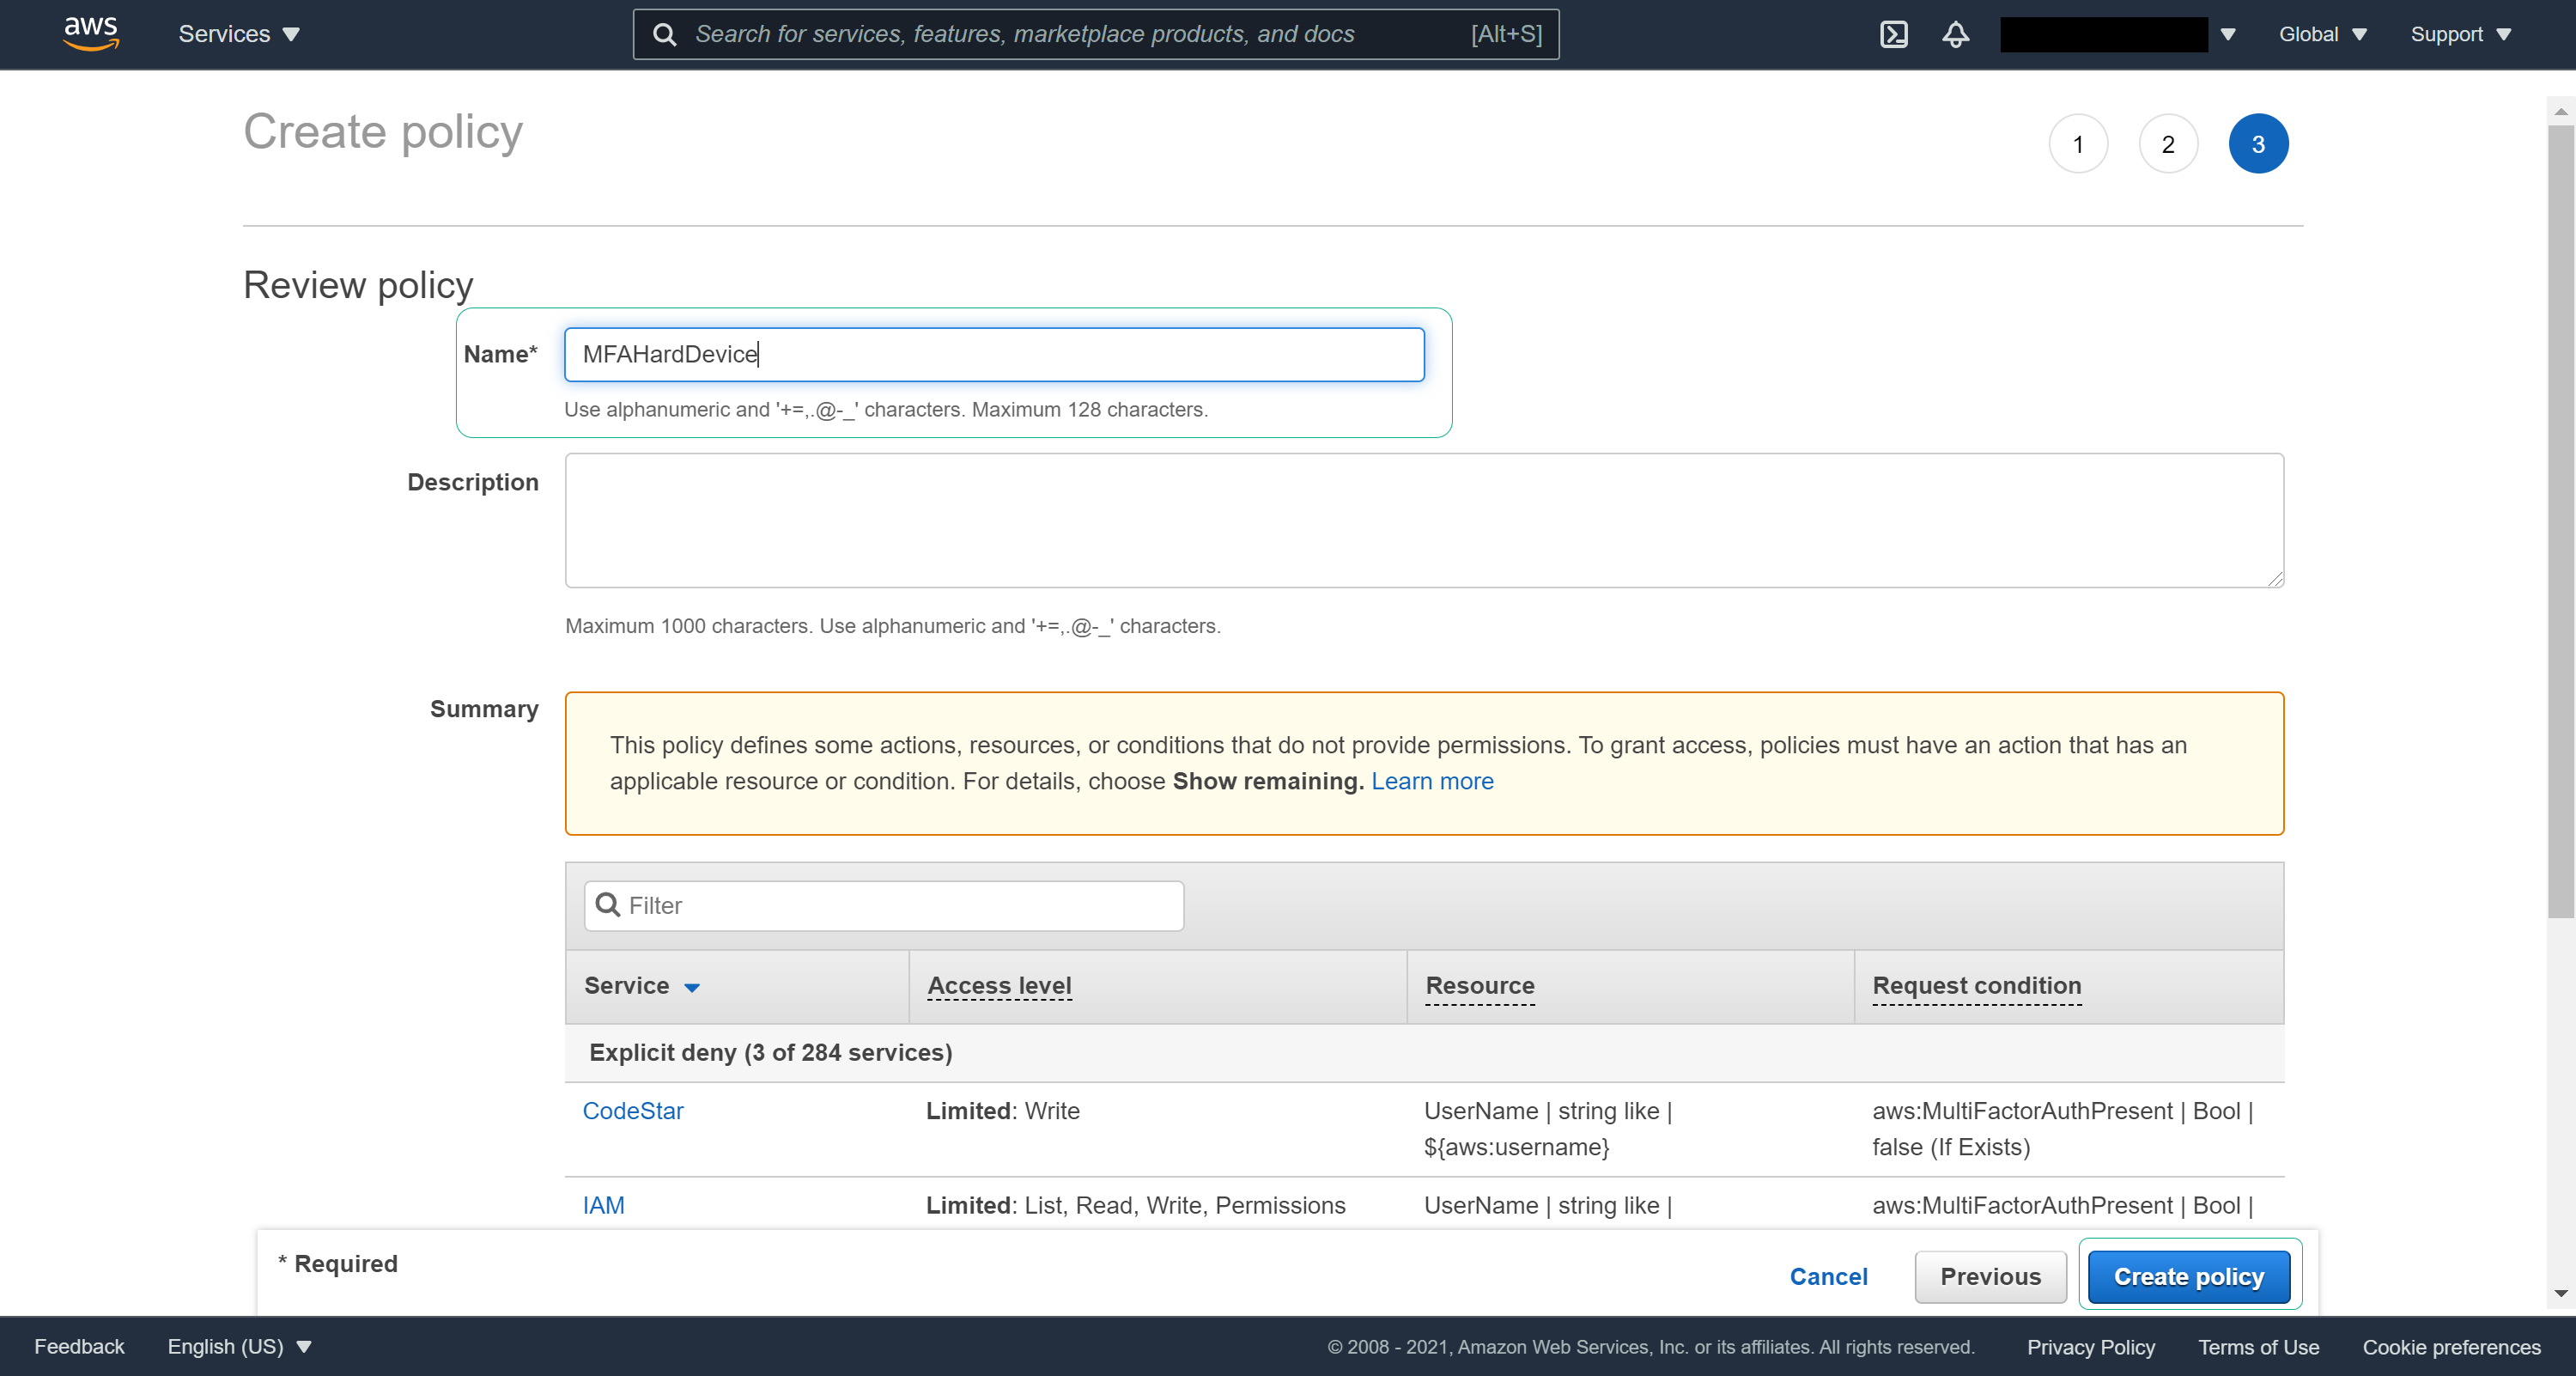 aws Services Search for services, features, marketplace products, and docs [Alt+S] Global Support
Create policy 1 2 3
Review policy
Name* MFAHardDevice
Use alphanumeric and '+=,.@-_' characters. Maximum 128 characters.
Description
Maximum 1000 characters. Use alphanumeric and '+=,.@-_' characters.
Summary
This policy defines some actions, resources, or conditions that do not provide permissions. To grant access, policies must have an action that has an
applicable resource or condition. For details, choose Show remaining. Learn more
Filter
Service Access level Resource Request condition
Explicit deny (3 of 284 services)
CodeStar Limited: Write UserName | string like | aws:MultiFactorAuthPresent | Bool |
${aws:username} false (If Exists)
IAM Limited: List, Read, Write, Permissions UserName | string like | aws:MultiFactorAuthPresent | Bool |
* Required Cancel Previous Create policy
Feedback English (US) © 2008 - 2021, Amazon Web Services, Inc. or its affiliates. All rights reserved. Privacy Policy Terms of Use Cookie preferences